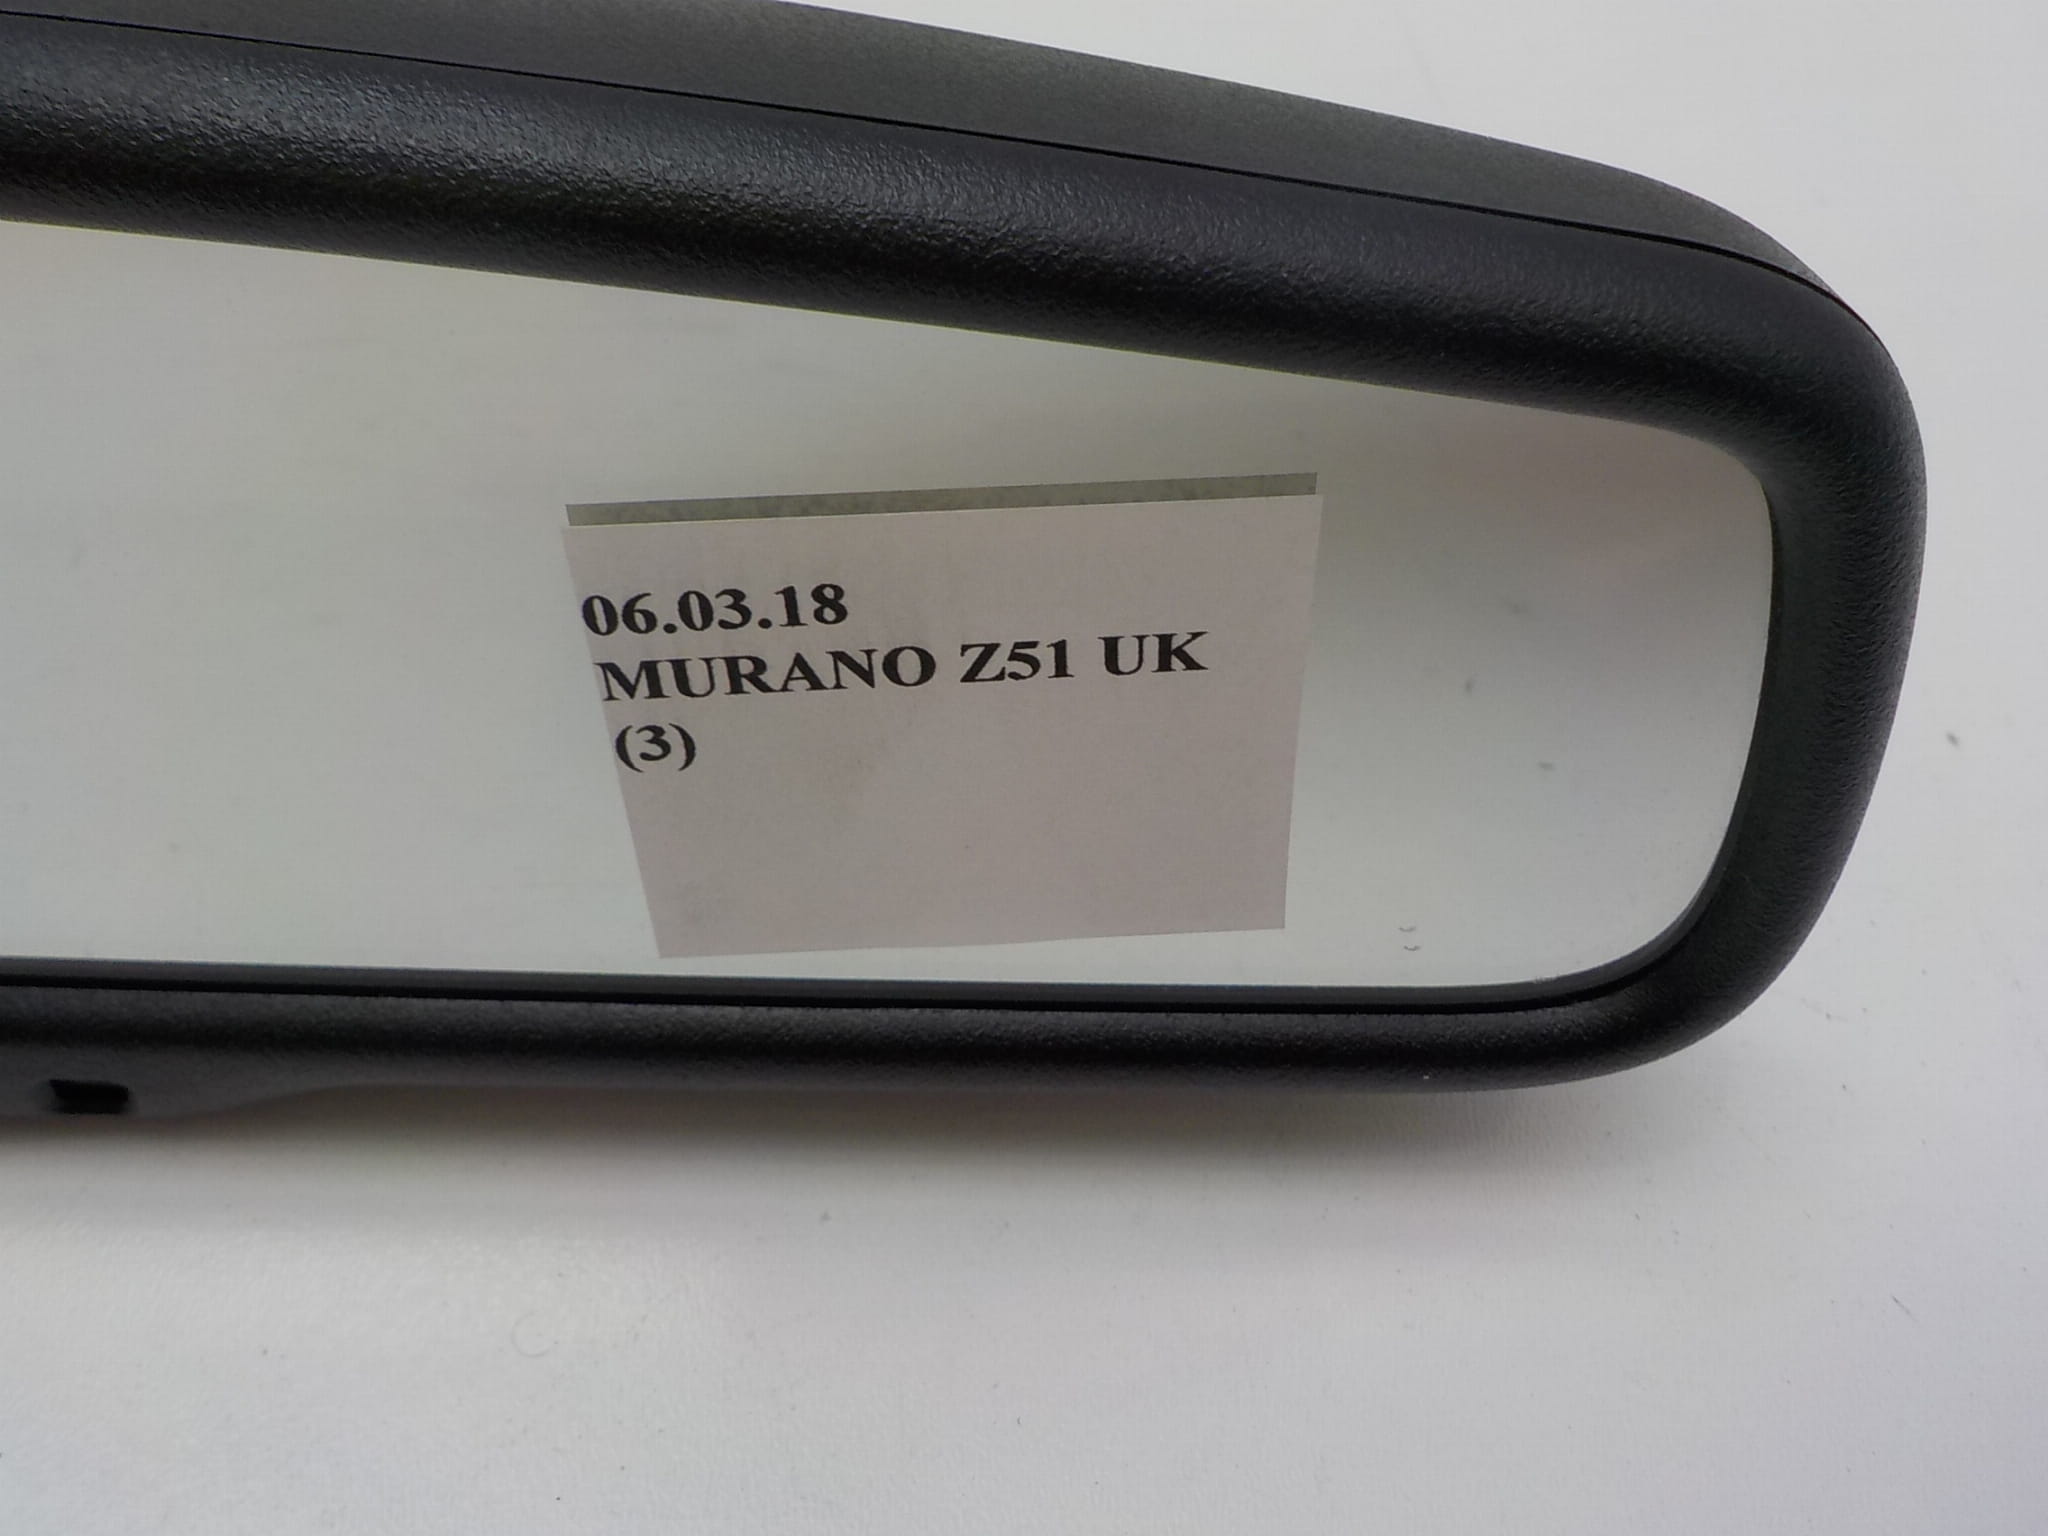 06.03.18
MURANO Z51 UK
(3)